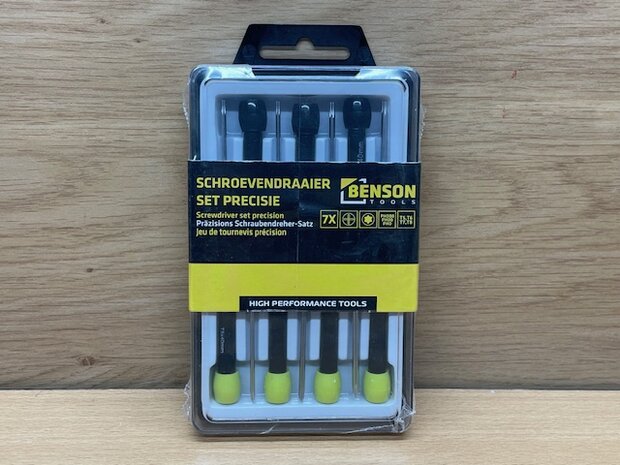 SCHROEVENDRAAIER
SET PRECISIE
Screwdriver set precision
Präzisions Schraubendreher-Satz
Jeu de tournevis précision
BENSON
TOOLS
7X
HIGH PERFORMANCE TOOLS